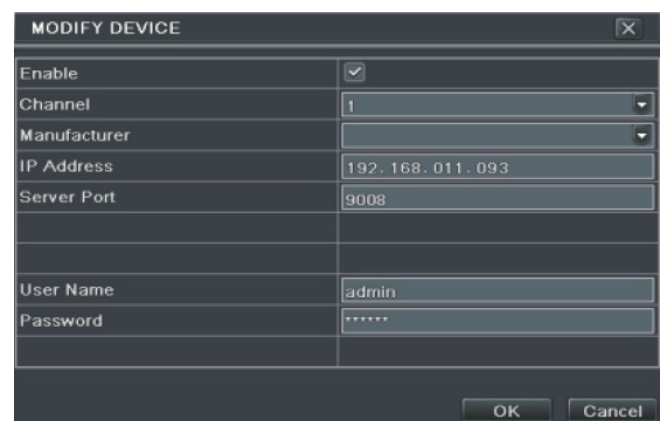 MODIFY DEVICE
Enable
Channel 1
Manufacturer
IP Address 192.168.011.093
Server Port 9008
User Name admin
Password ******
OK Cancel